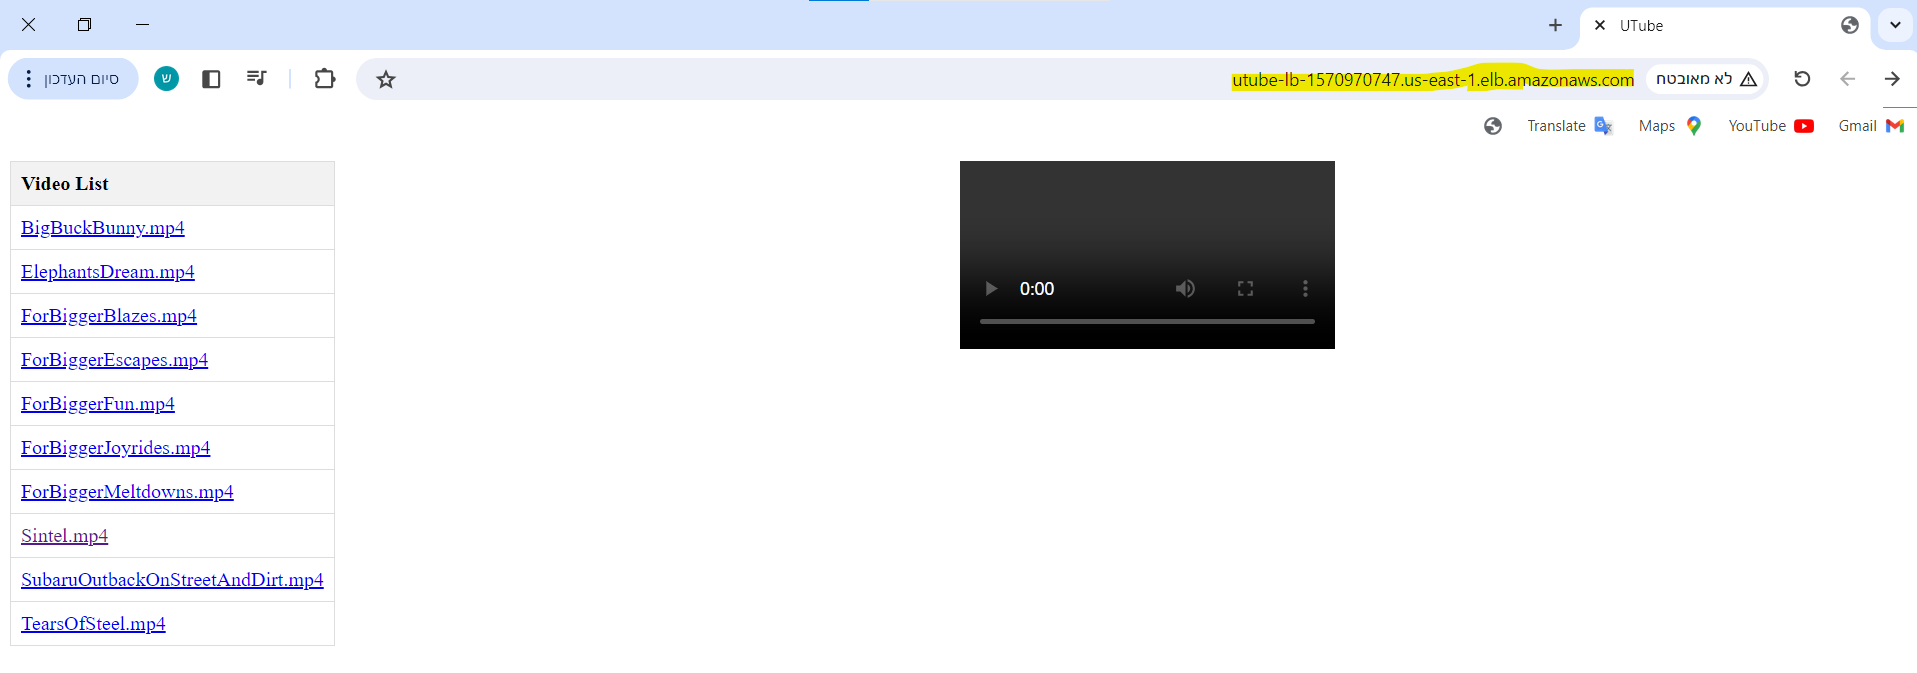 UTube
סיום העדכון
ש
utube-lb-1570970747.us-east-1.elb.amazonaws.com
לא מאובטח
Translate
Maps
YouTube
Gmail
Video List
BigBuckBunny.mp4
ElephantsDream.mp4
ForBiggerBlazes.mp4
ForBiggerEscapes.mp4
ForBiggerFun.mp4
ForBiggerJoyrides.mp4
ForBiggerMeltdowns.mp4
Sintel.mp4
SubaruOutbackOnStreetAndDirt.mp4
TearsOfSteel.mp4
0:00